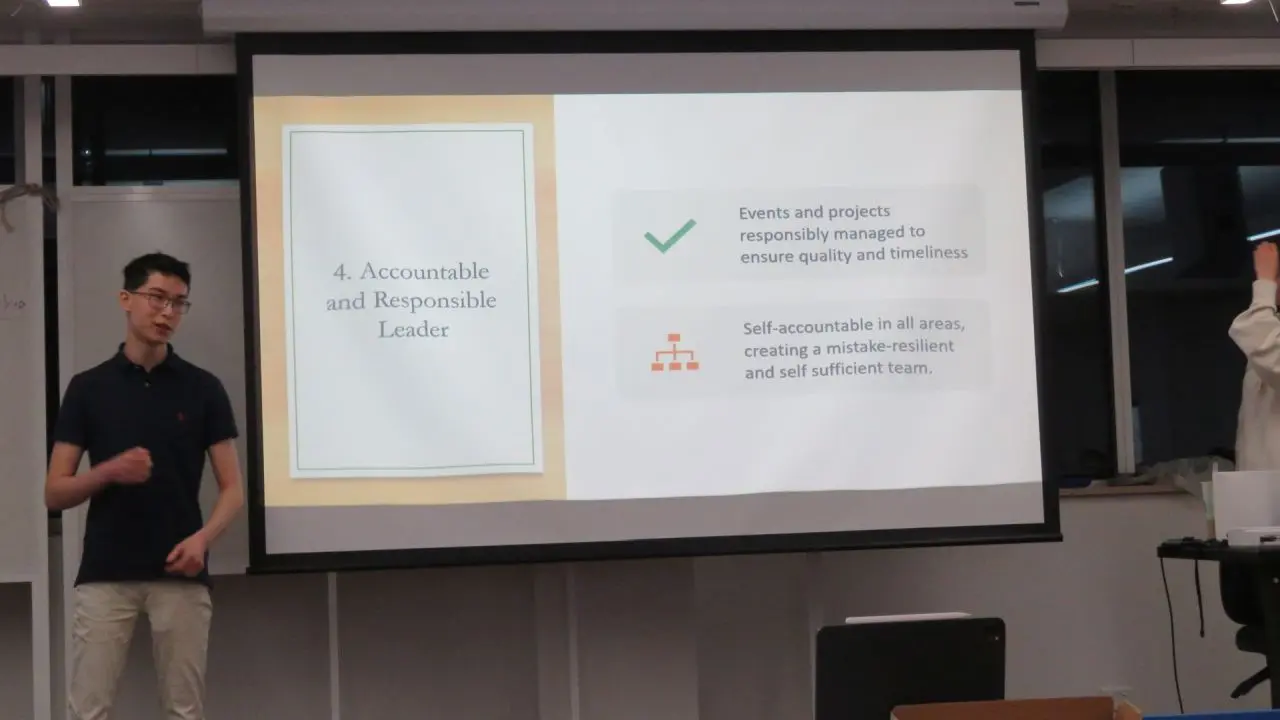 4. Accountable
and Responsible
Leader
Events and projects
responsibly managed to
ensure quality and timeliness
Self-accountable in all areas,
creating a mistake-resilient
and self sufficient team.